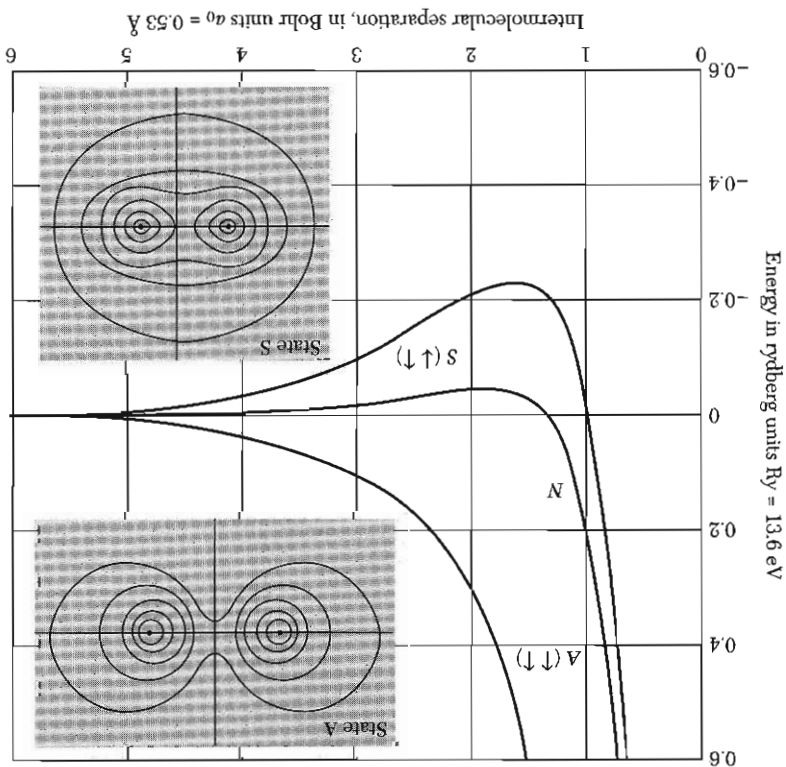 Energy in rydberg units Ry = 13.6 eV
0.6
State A
A (↑↑)
0.4
0.2
N
0
S (↑↓)
State S
−0.2
−0.4
−0.6
0 1 2 3 4 5 6
Intermolecular separation, in Bohr units a₀ = 0.53 Å